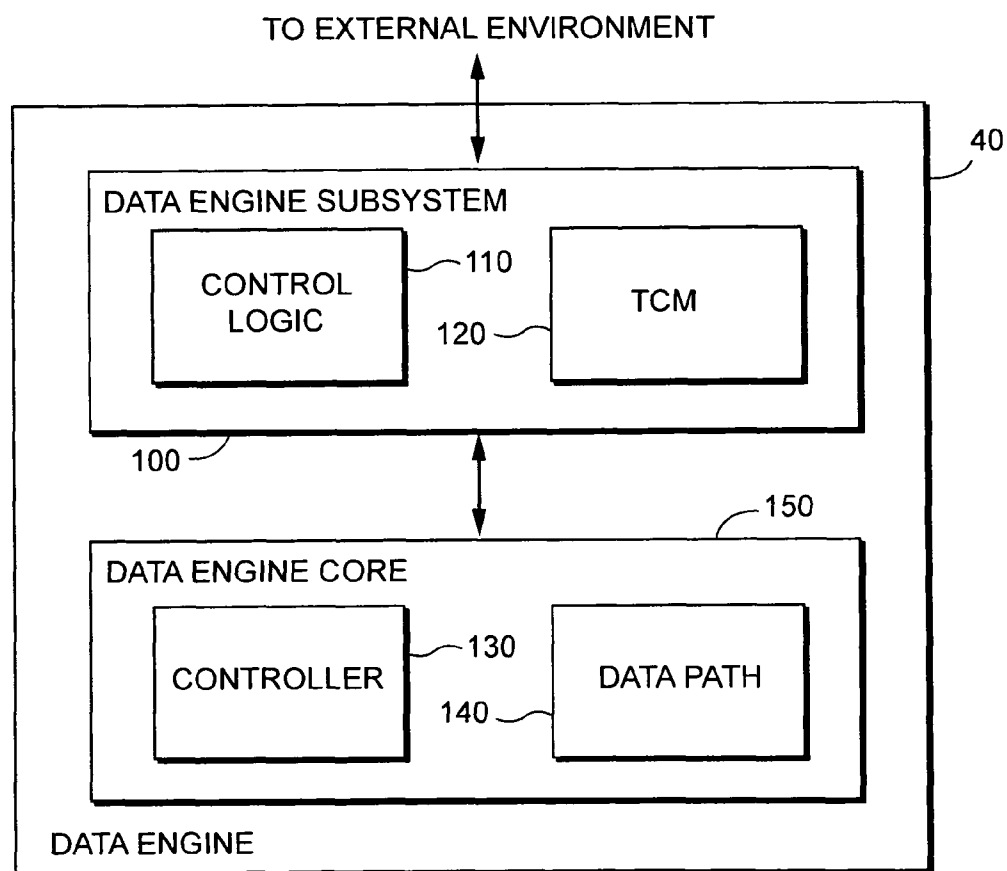 TO EXTERNAL ENVIRONMENT
40
DATA ENGINE SUBSYSTEM
CONTROL
LOGIC
110
TCM
120
100
150
DATA ENGINE CORE
CONTROLLER
130
DATA PATH
140
DATA ENGINE